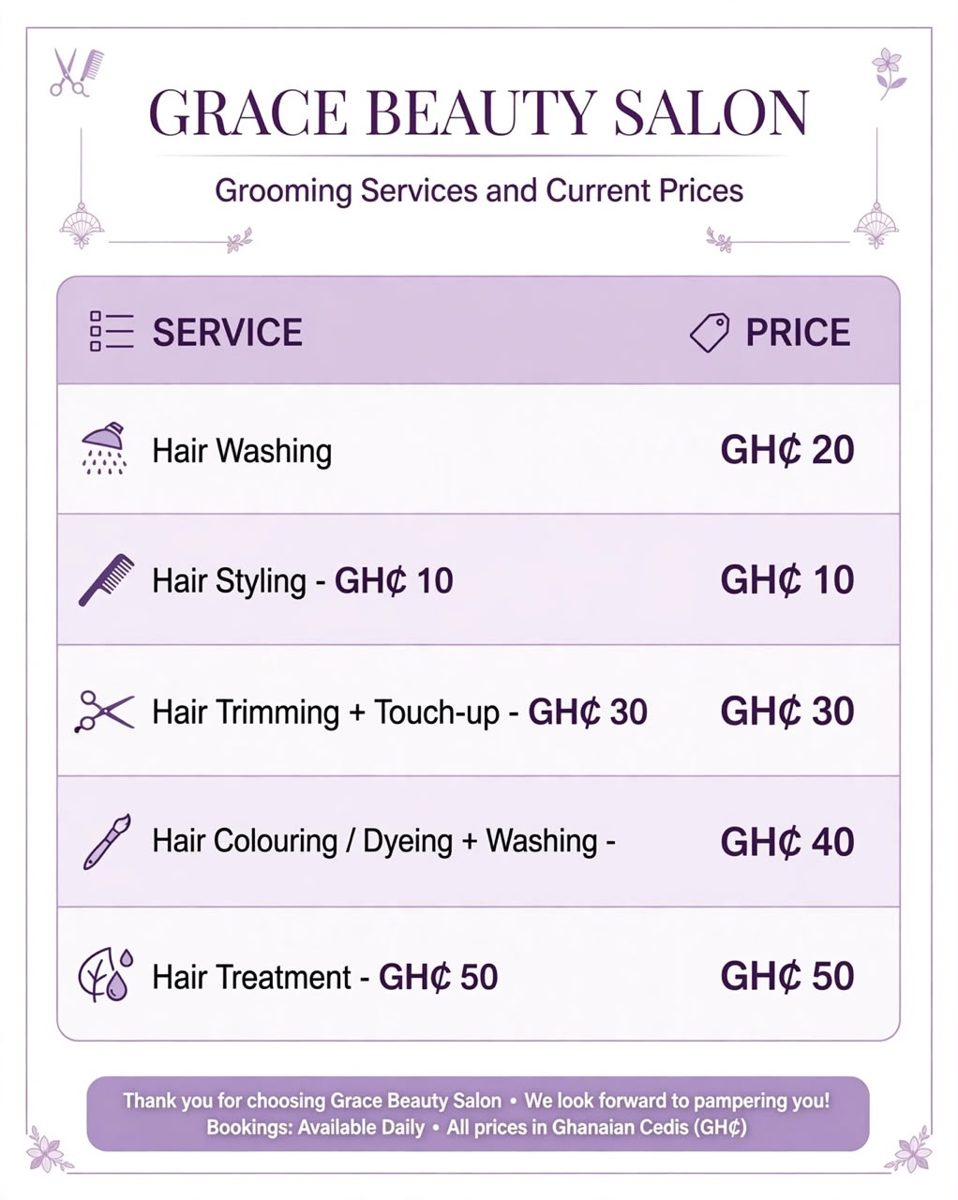 GRACE BEAUTY SALON
Grooming Services and Current Prices
SERVICE PRICE
Hair Washing GH₵ 20
Hair Styling - GH₵ 10 GH₵ 10
Hair Trimming + Touch-up - GH₵ 30 GH₵ 30
Hair Colouring / Dyeing + Washing - GH₵ 40
Hair Treatment - GH₵ 50 GH₵ 50
Thank you for choosing Grace Beauty Salon • We look forward to pampering you!
Bookings: Available Daily • All prices in Ghanaian Cedis (GH₵)